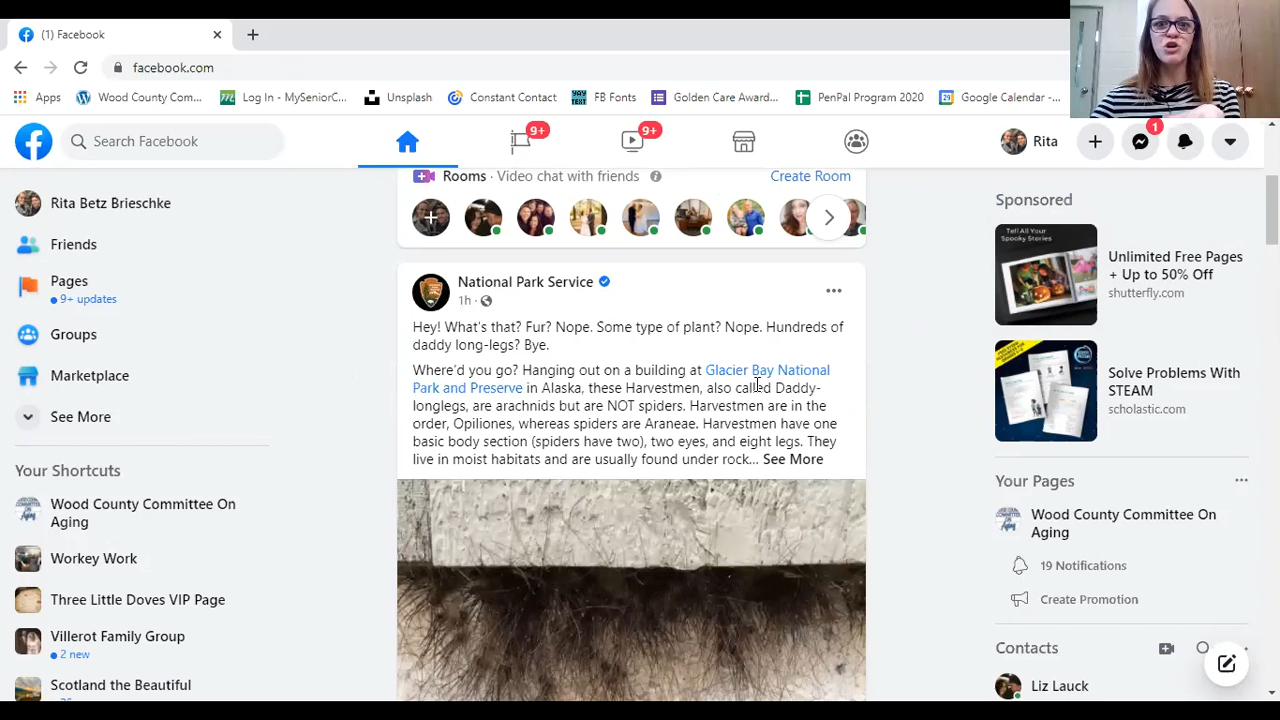 (1) Facebook
facebook.com
Apps
Wood County Com...
Log In - MySeniorC...
Unsplash
Constant Contact
YAY TEXT
FB Fonts
Golden Care Award...
PenPal Program 2020
Google Calendar -...
Search Facebook
9+
9+
Rita
1
Rooms · Video chat with friends
Create Room
Rita Betz Brieschke
Friends
Pages
9+ updates
Groups
Marketplace
See More
Your Shortcuts
Wood County Committee On
Aging
Workey Work
Three Little Doves VIP Page
Villerot Family Group
2 new
Scotland the Beautiful
National Park Service
1h ·
Hey! What's that? Fur? Nope. Some type of plant? Nope. Hundreds of
daddy long-legs? Bye.
Where'd you go? Hanging out on a building at Glacier Bay National
Park and Preserve in Alaska, these Harvestmen, also called Daddy-
longlegs, are arachnids but are NOT spiders. Harvestmen are in the
order, Opiliones, whereas spiders are Araneae. Harvestmen have one
basic body section (spiders have two), two eyes, and eight legs. They
live in moist habitats and are usually found under rock... See More
Sponsored
Tell All Your
Spooky Stories
Unlimited Free Pages
+ Up to 50% Off
shutterfly.com
Solve Problems With
STEAM
scholastic.com
Your Pages
Wood County Committee On
Aging
19 Notifications
Create Promotion
Contacts
Liz Lauck